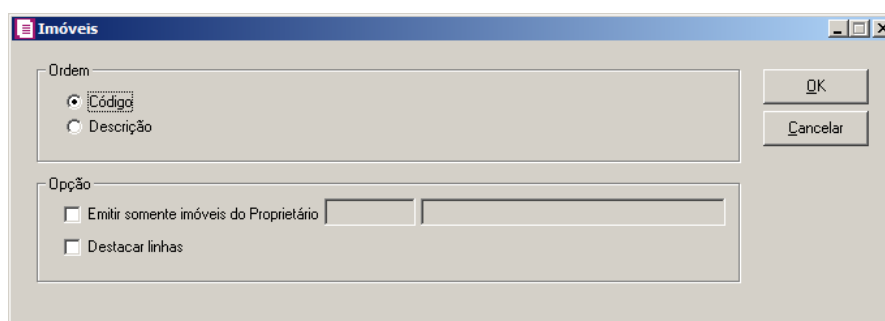 Imóveis
Ordem
Código
Descrição
OK
Cancelar
Opção
Emitir somente imóveis do Proprietário
Destacar linhas